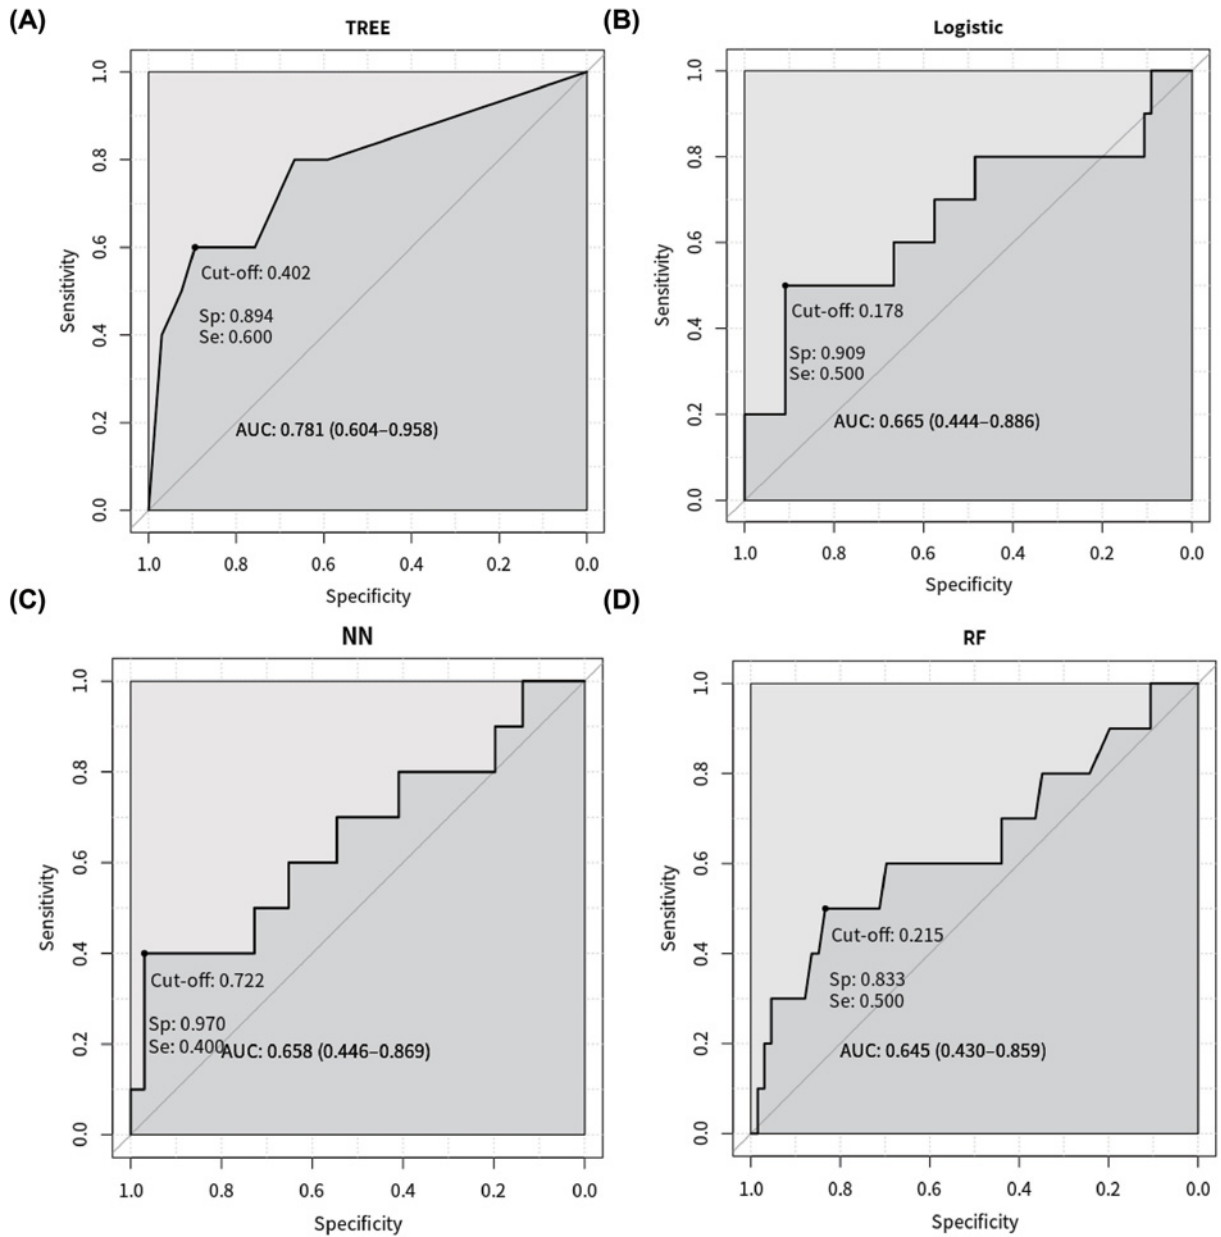 (A)
TREE
1.0
0.8
0.6
0.4
0.2
0.0
Sensitivity
Cut-off: 0.402
Sp: 0.894
Se: 0.600
AUC: 0.781 (0.604–0.958)
1.0 0.8 0.6 0.4 0.2 0.0
Specificity
(B)
Logistic
1.0
0.8
0.6
0.4
0.2
0.0
Sensitivity
Cut-off: 0.178
Sp: 0.909
Se: 0.500
AUC: 0.665 (0.444–0.886)
1.0 0.8 0.6 0.4 0.2 0.0
Specificity
(C)
NN
1.0
0.8
0.6
0.4
0.2
0.0
Sensitivity
Cut-off: 0.722
Sp: 0.970
Se: 0.400
AUC: 0.658 (0.446–0.869)
1.0 0.8 0.6 0.4 0.2 0.0
Specificity
(D)
RF
1.0
0.8
0.6
0.4
0.2
0.0
Sensitivity
Cut-off: 0.215
Sp: 0.833
Se: 0.500
AUC: 0.645 (0.430–0.859)
1.0 0.8 0.6 0.4 0.2 0.0
Specificity